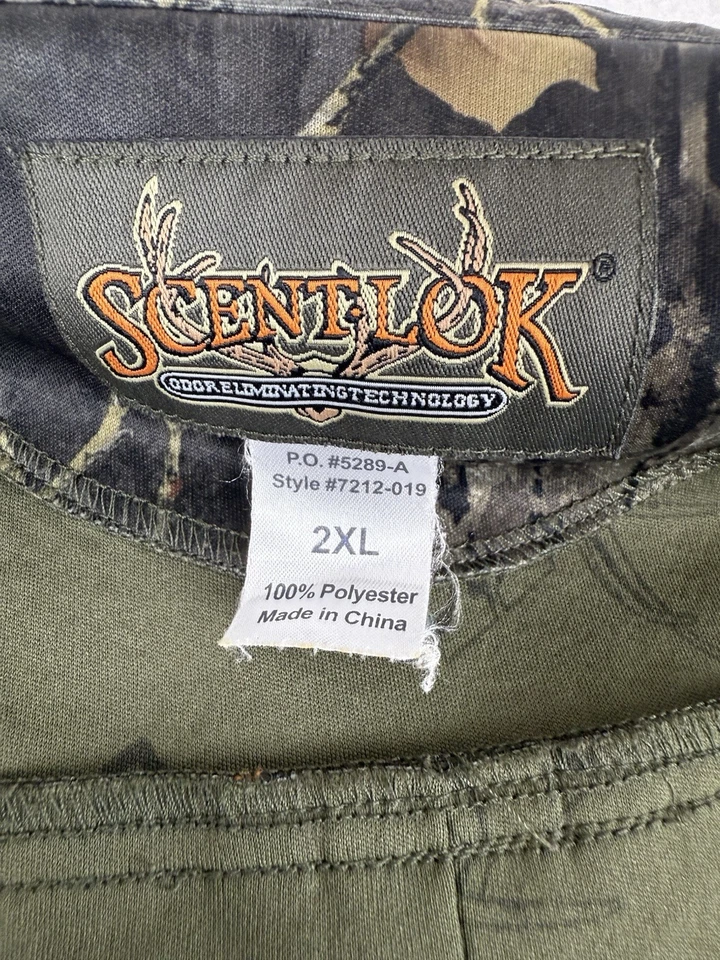 SCENT·LOK®
ODOR ELIMINATING TECHNOLOGY
P.O. #5289-A
Style #7212-019
2XL
100% Polyester
Made in China